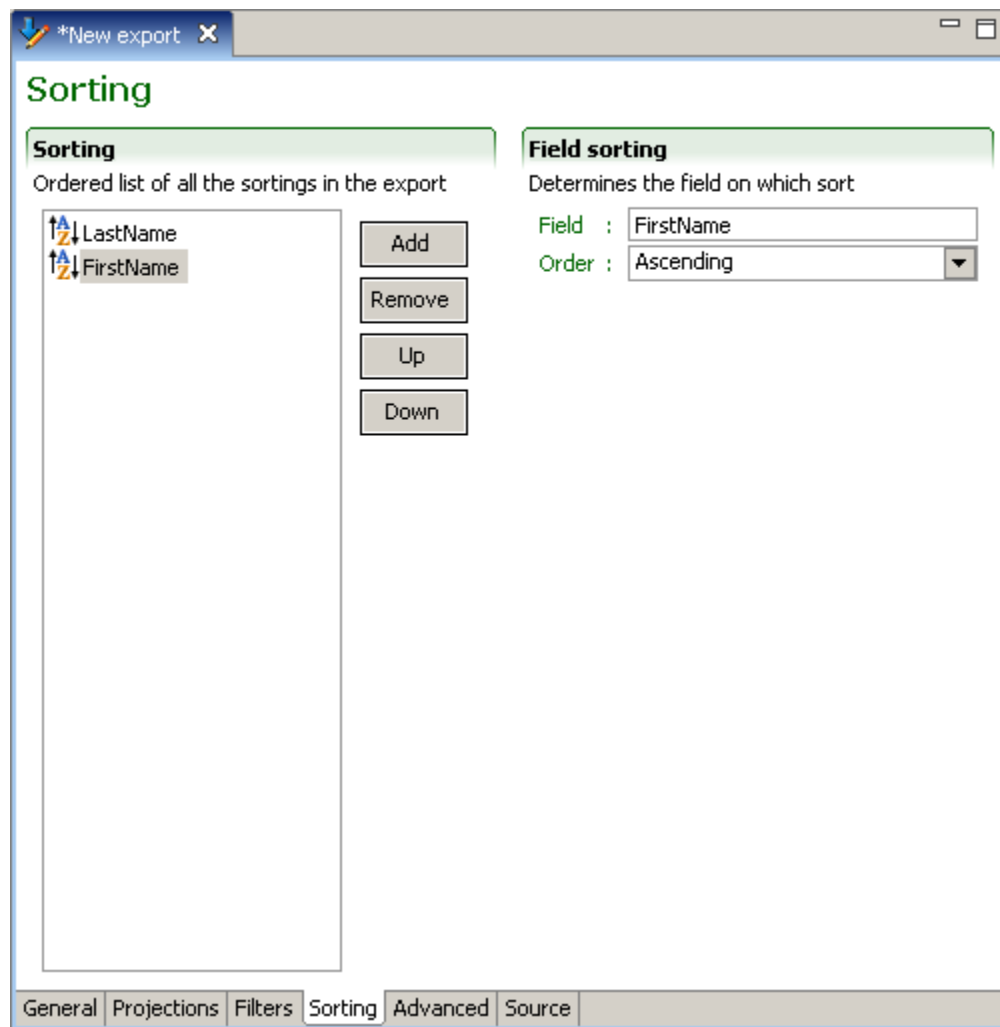 *New export
Sorting
Sorting
Ordered list of all the sortings in the export
LastName
FirstName
Add
Remove
Up
Down
Field sorting
Determines the field on which sort
Field : FirstName
Order : Ascending
General Projections Filters Sorting Advanced Source